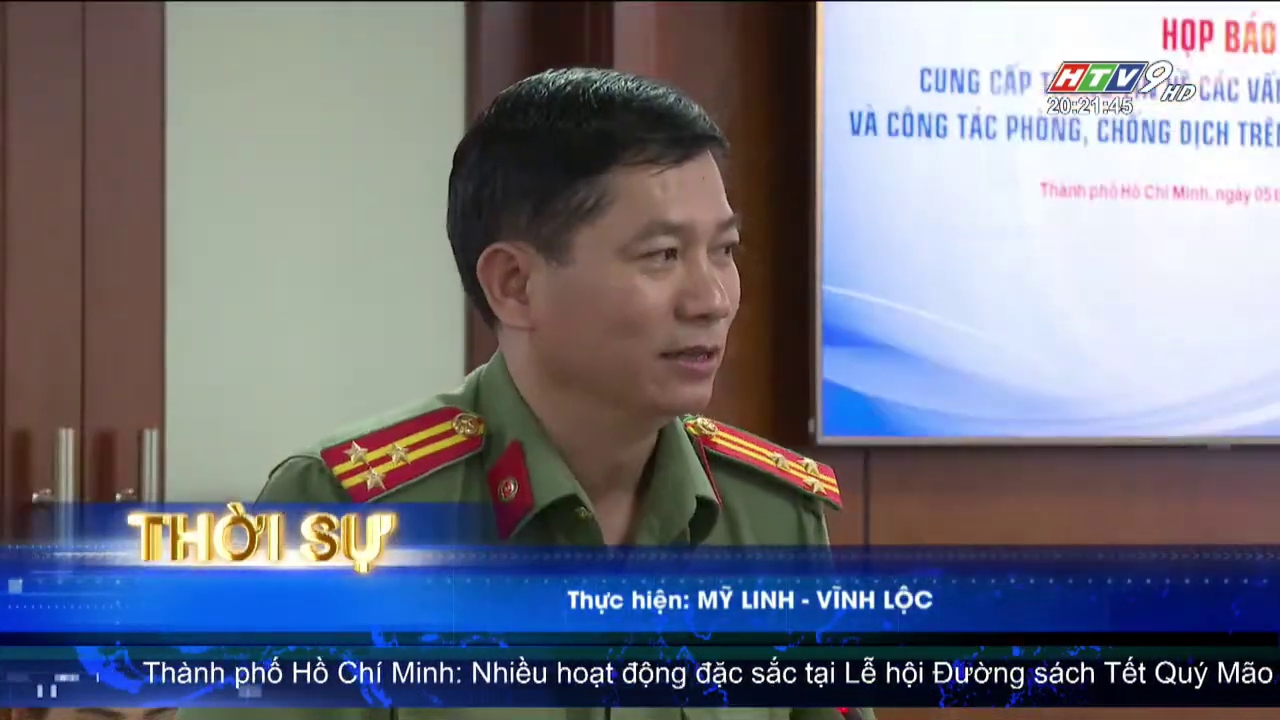 HỌP BÁO
CUNG CẤP CÁC VẤN
VÀ CÔNG TÁC PHÒNG, CHỐNG DỊCH TRÊN
Thành phố Hồ Chí Minh, ngày 05
HTV9 HD
20:21:45
THỜI SỰ
Thực hiện: MỸ LINH - VĨNH LỘC
Thành phố Hồ Chí Minh: Nhiều hoạt động đặc sắc tại Lễ hội Đường sách Tết Quý Mão